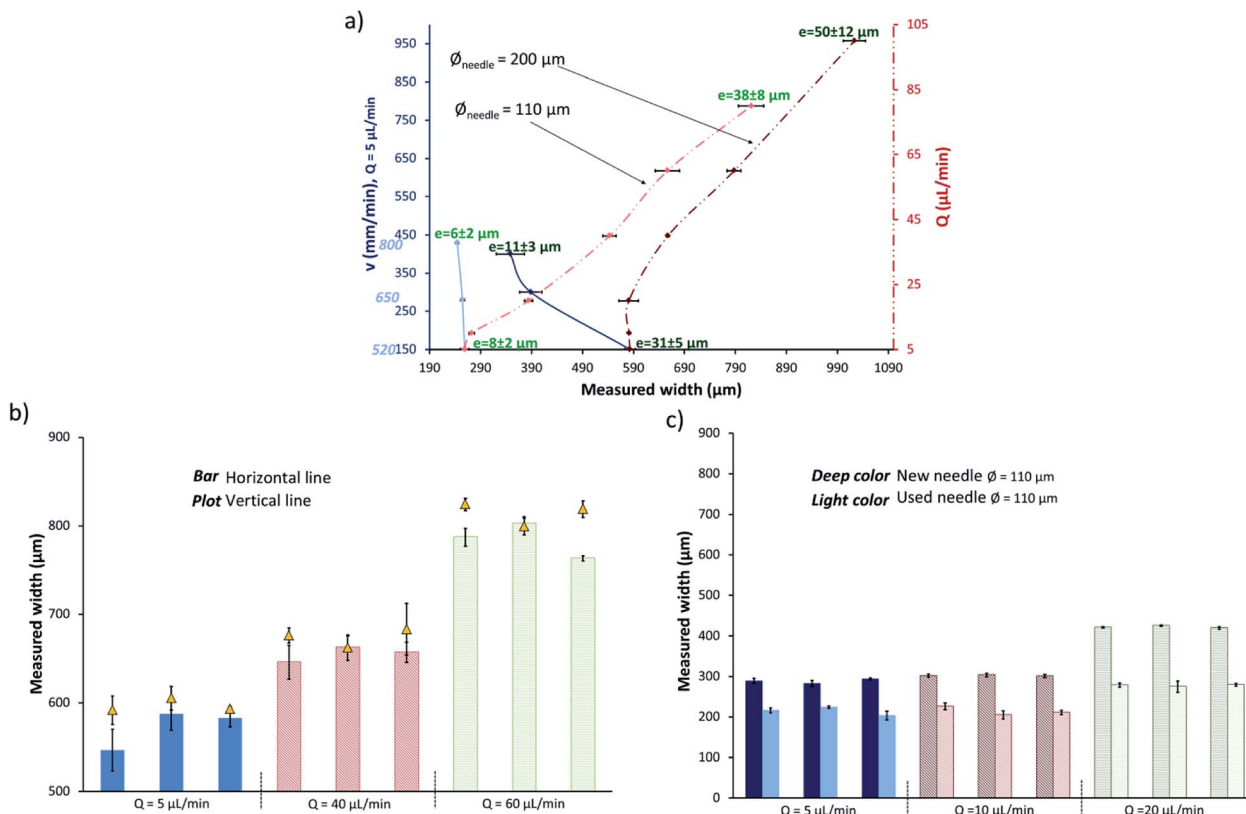 a)
105
950
e=50±12 µm
Øneedle = 200 µm
850
85
e=38±8 µm
Øneedle = 110 µm
750
v (mm/min), Q = 5 µL/min
650
65
Q (µL/min)
550
45
e=6±2 µm
450
800
e=11±3 µm
350
25
650
250
e=8±2 µm
e=31±5 µm
520
150
5
190 290 390 490 590 690 790 890 990 1090
Measured width (µm)
b)
900
Bar Horizontal line
Plot Vertical line
800
Measured width (µm)
700
600
500
Q = 5 µL/min Q = 40 µL/min Q = 60 µL/min
c)
900
800
Deep color New needle Ø = 110 µm
Light color Used needle Ø = 110 µm
700
600
Measured width (µm)
500
400
300
200
100
0
Q = 5 µL/min Q =10 µL/min Q =20 µL/min